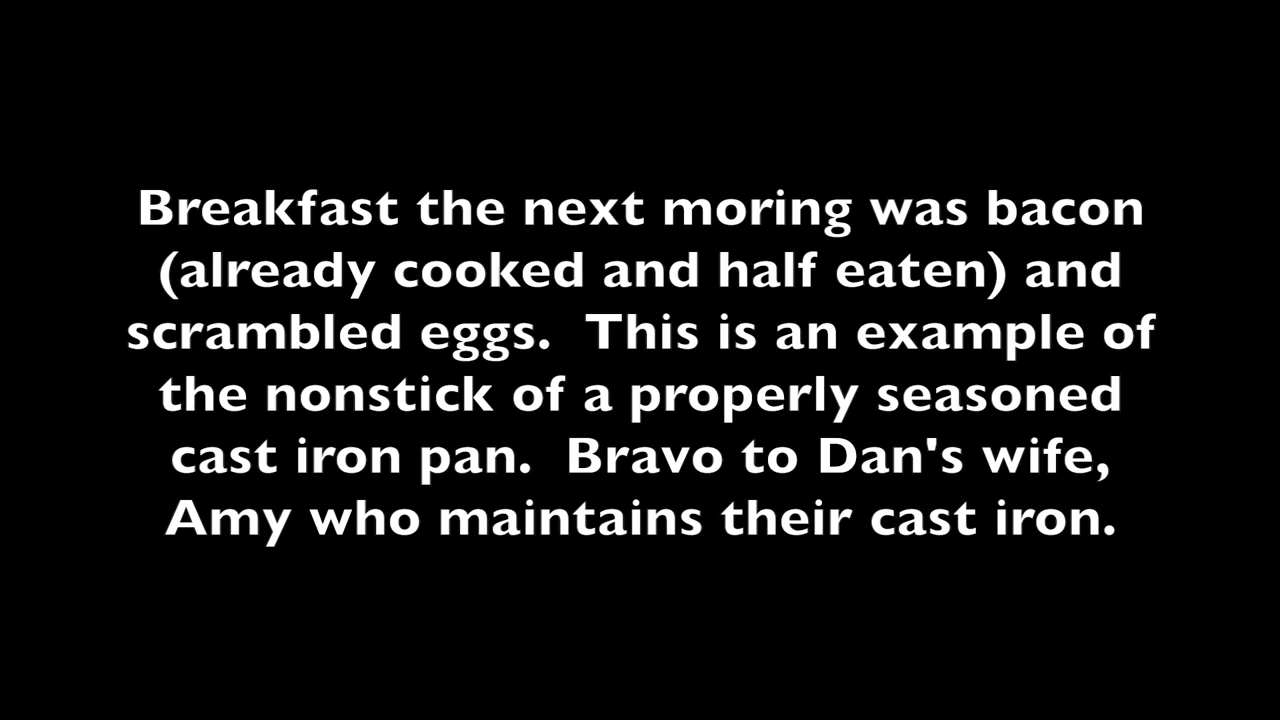 Breakfast the next moring was bacon
(already cooked and half eaten) and
scrambled eggs.  This is an example of
the nonstick of a properly seasoned
cast iron pan.  Bravo to Dan's wife,
Amy who maintains their cast iron.